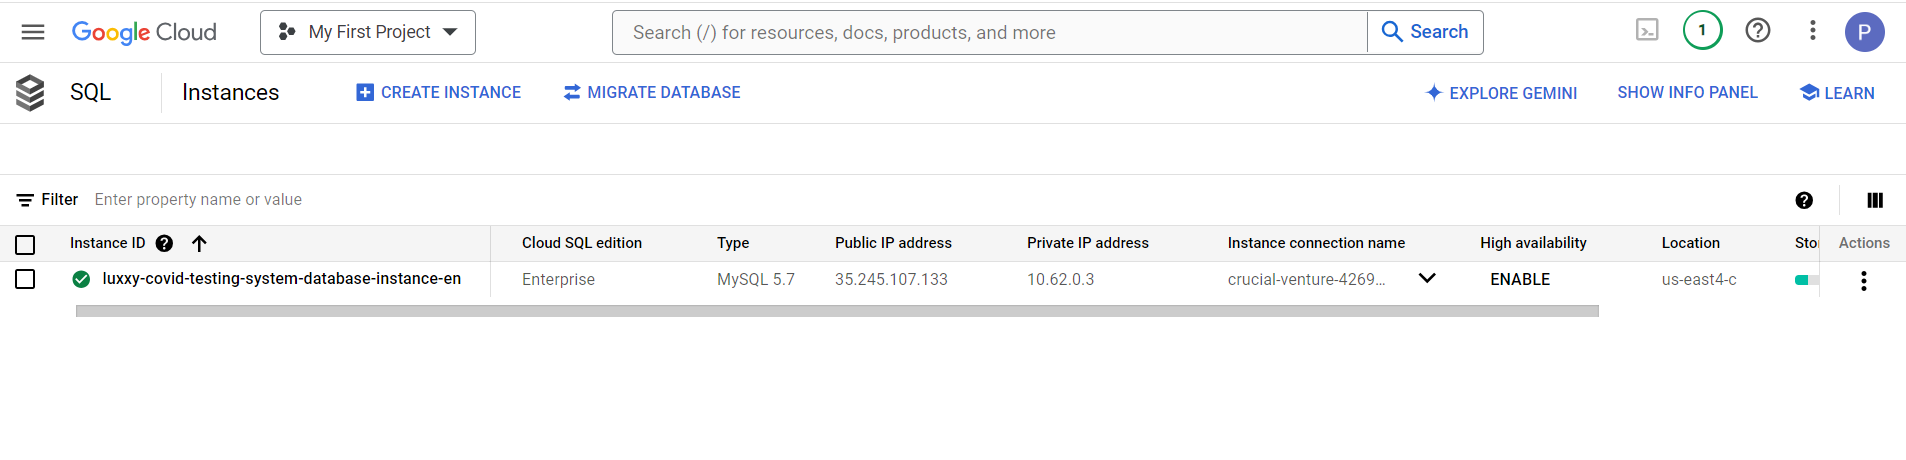 Google Cloud My First Project Search (/) for resources, docs, products, and more Search 1 P
SQL Instances CREATE INSTANCE MIGRATE DATABASE EXPLORE GEMINI SHOW INFO PANEL LEARN
Filter Enter property name or value
Instance ID Cloud SQL edition Type Public IP address Private IP address Instance connection name High availability Location Actions
luxxy-covid-testing-system-database-instance-en Enterprise MySQL 5.7 35.245.107.133 10.62.0.3 crucial-venture-4269... ENABLE us-east4-c